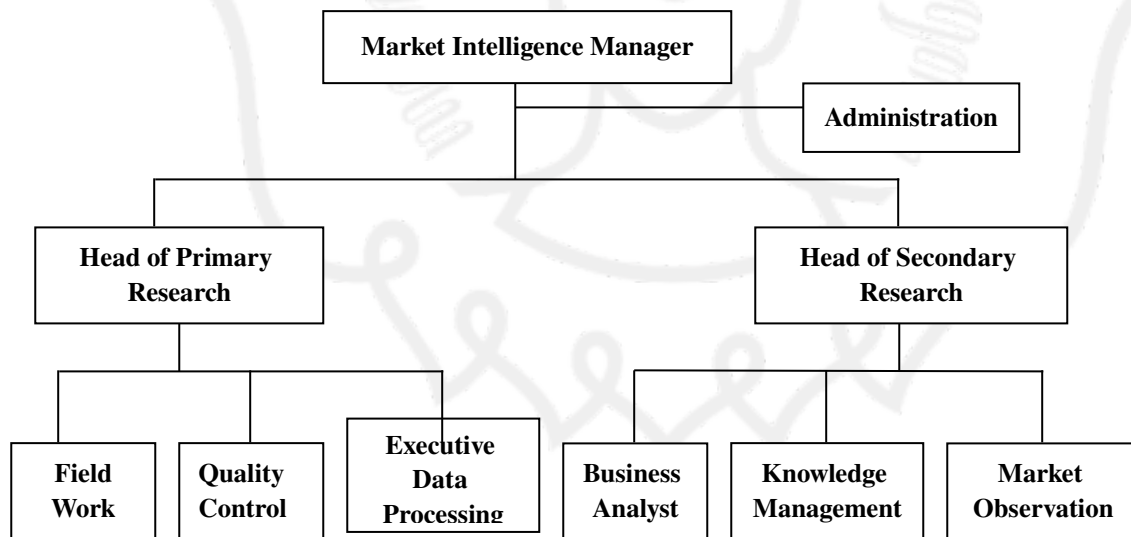 Market Intelligence Manager
Administration
Head of Primary
Research
Head of Secondary
Research
Field
Work
Quality
Control
Executive
Data
Processing
Business
Analyst
Knowledge
Management
Market
Observation